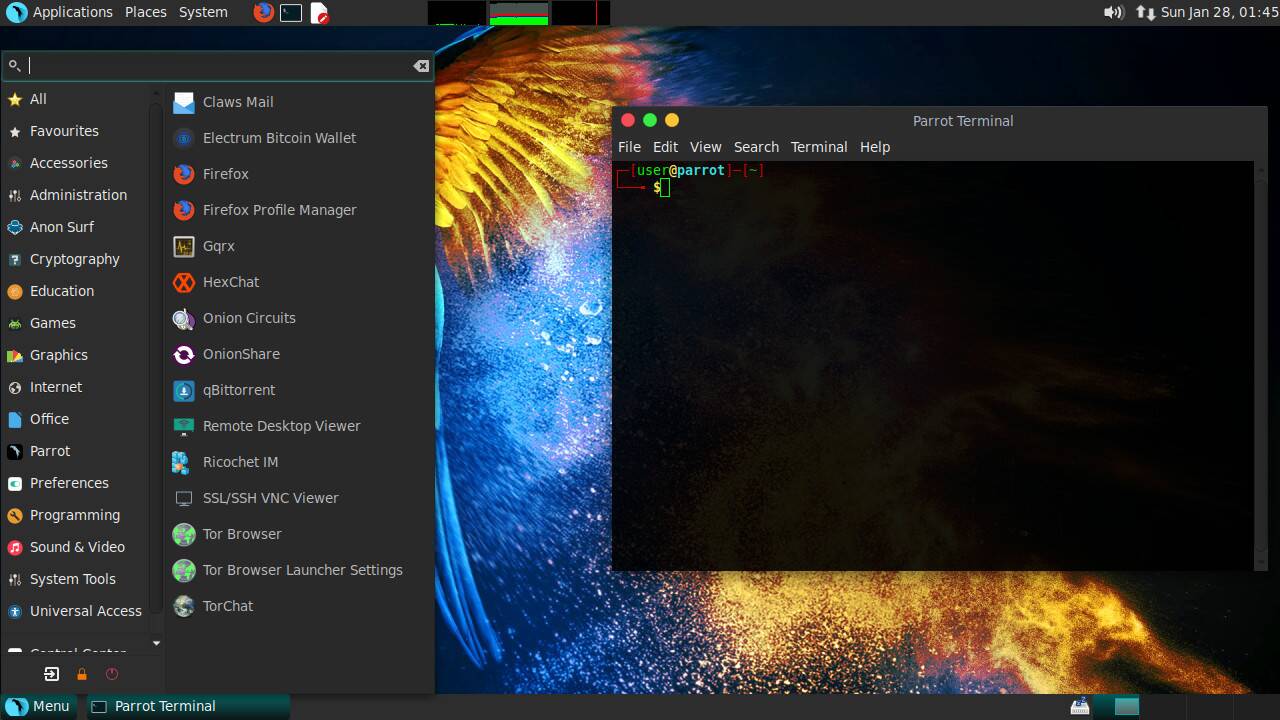 Applications Places System
Sun Jan 28, 01:45
All
Favourites
Accessories
Administration
Anon Surf
Cryptography
Education
Games
Graphics
Internet
Office
Parrot
Preferences
Programming
Sound & Video
System Tools
Universal Access
Control Center
Claws Mail
Electrum Bitcoin Wallet
Firefox
Firefox Profile Manager
Gqrx
HexChat
Onion Circuits
OnionShare
qBittorrent
Remote Desktop Viewer
Ricochet IM
SSL/SSH VNC Viewer
Tor Browser
Tor Browser Launcher Settings
TorChat
Parrot Terminal
File Edit View Search Terminal Help
┌─[user@parrot]─[~]
└──╼ $
Menu
Parrot Terminal